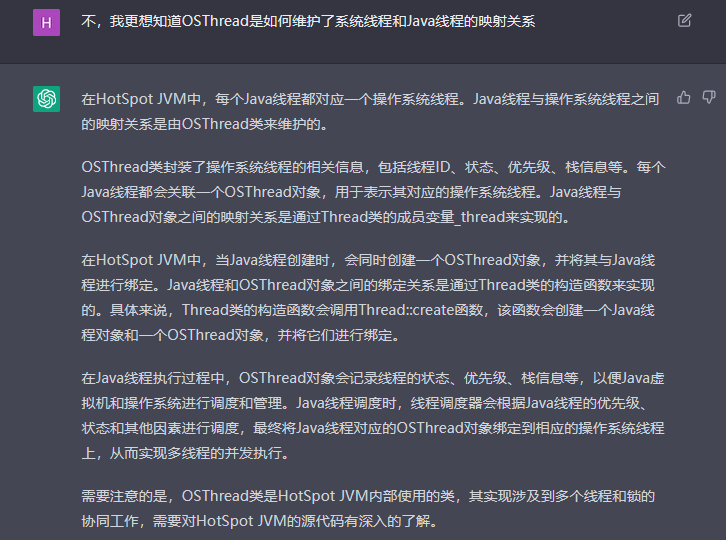 H
不，我更想知道OSThread是如何维护了系统线程和Java线程的映射关系
在HotSpot JVM中，每个Java线程都对应一个操作系统线程。Java线程与操作系统线程之间
的映射关系是由OSThread类来维护的。
OSThread类封装了操作系统线程的相关信息，包括线程ID、状态、优先级、栈信息等。每个
Java线程都会关联一个OSThread对象，用于表示其对应的操作系统线程。Java线程与
OSThread对象之间的映射关系是通过Thread类的成员变量_thread来实现的。
在HotSpot JVM中，当Java线程创建时，会同时创建一个OSThread对象，并将其与Java线
程进行绑定。Java线程和OSThread对象之间的绑定关系是通过Thread类的构造函数来实现
的。具体来说，Thread类的构造函数会调用Thread::create函数，该函数会创建一个Java线
程对象和一个OSThread对象，并将它们进行绑定。
在Java线程执行过程中，OSThread对象会记录线程的状态、优先级、栈信息等，以便Java虚
拟机和操作系统进行调度和管理。Java线程调度时，线程调度器会根据Java线程的优先级、
状态和其他因素进行调度，最终将Java线程对应的OSThread对象绑定到相应的操作系统线程
上，从而实现多线程的并发执行。
需要注意的是，OSThread类是HotSpot JVM内部使用的类，其实现涉及到多个线程和锁的
协同工作，需要对HotSpot JVM的源代码有深入的了解。